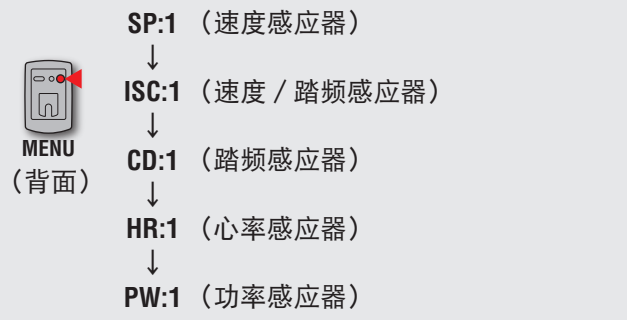 SP:1（速度感应器）
↓
ISC:1（速度 / 踏频感应器）
↓
MENU
（背面）
CD:1（踏频感应器）
↓
HR:1（心率感应器）
↓
PW:1（功率感应器）